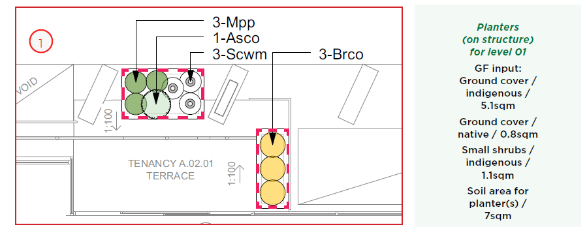 1
3-Mpp
1-Asco
3-Scwm
3-Brco
VOID
1:100
TENANCY A.02.01
TERRACE
1:100
Planters
(on structure)
for level 01
GF input:
Ground cover /
indigenous /
5.1sqm
Ground cover /
native / 0.8sqm
Small shrubs /
indigenous /
1.1sqm
Soil area for
planter(s) /
7sqm